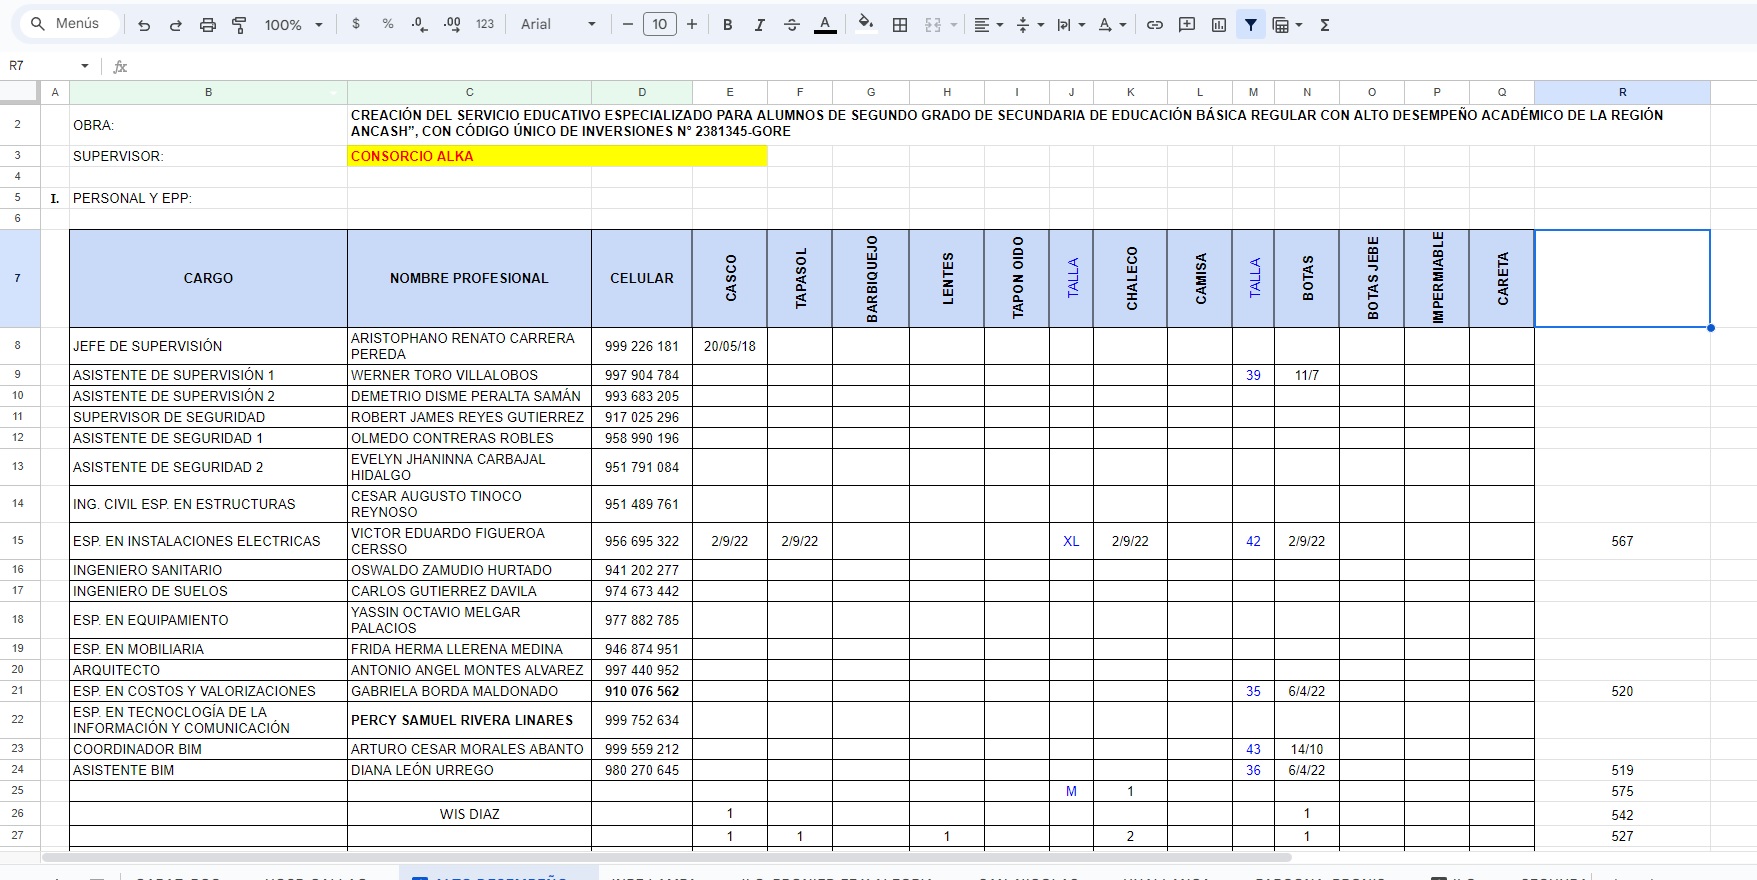 Menús 100% $ % .0 .00 123 Arial 10 B I A Σ
R7 fx
A B C D E F G H I J K L M N O P Q R
2 OBRA: CREACIÓN DEL SERVICIO EDUCATIVO ESPECIALIZADO PARA ALUMNOS DE SEGUNDO GRADO DE SECUNDARIA DE EDUCACIÓN BÁSICA REGULAR CON ALTO DESEMPEÑO ACADÉMICO DE LA REGIÓN
ANCASH”, CON CÓDIGO ÚNICO DE INVERSIONES N° 2381345-GORE
3 SUPERVISOR: CONSORCIO ALKA
4
5 I. PERSONAL Y EPP:
6
7 CARGO NOMBRE PROFESIONAL CELULAR CASCO TAPASOL BARBIQUEJO LENTES TAPON OIDO TALLA CHALECO CAMISA TALLA BOTAS BOTAS JEBE IMPERMIABLE CARETA
8 JEFE DE SUPERVISIÓN ARISTOPHANO RENATO CARRERA
PEREDA 999 226 181 20/05/18
9 ASISTENTE DE SUPERVISIÓN 1 WERNER TORO VILLALOBOS 997 904 784 39 11/7
10 ASISTENTE DE SUPERVISIÓN 2 DEMETRIO DISME PERALTA SAMÁN 993 683 205
11 SUPERVISOR DE SEGURIDAD ROBERT JAMES REYES GUTIERREZ 917 025 296
12 ASISTENTE DE SEGURIDAD 1 OLMEDO CONTRERAS ROBLES 958 990 196
13 ASISTENTE DE SEGURIDAD 2 EVELYN JHANINNA CARBAJAL
HIDALGO 951 791 084
14 ING. CIVIL ESP. EN ESTRUCTURAS CESAR AUGUSTO TINOCO
REYNOSO 951 489 761
15 ESP. EN INSTALACIONES ELECTRICAS VICTOR EDUARDO FIGUEROA
CERSSO 956 695 322 2/9/22 2/9/22 XL 2/9/22 42 2/9/22 567
16 INGENIERO SANITARIO OSWALDO ZAMUDIO HURTADO 941 202 277
17 INGENIERO DE SUELOS CARLOS GUTIERREZ DAVILA 974 673 442
18 ESP. EN EQUIPAMIENTO YASSIN OCTAVIO MELGAR
PALACIOS 977 882 785
19 ESP. EN MOBILIARIA FRIDA HERMA LLERENA MEDINA 946 874 951
20 ARQUITECTO ANTONIO ANGEL MONTES ALVAREZ 997 440 952
21 ESP. EN COSTOS Y VALORIZACIONES GABRIELA BORDA MALDONADO 910 076 562 35 6/4/22 520
22 ESP. EN TECNOCLOGÍA DE LA
INFORMACIÓN Y COMUNICACIÓN PERCY SAMUEL RIVERA LINARES 999 752 634
23 COORDINADOR BIM ARTURO CESAR MORALES ABANTO 999 559 212 43 14/10
24 ASISTENTE BIM DIANA LEÓN URREGO 980 270 645 36 6/4/22 519
25 M 1 575
26 WIS DIAZ 1 1 542
27 1 1 1 2 1 527